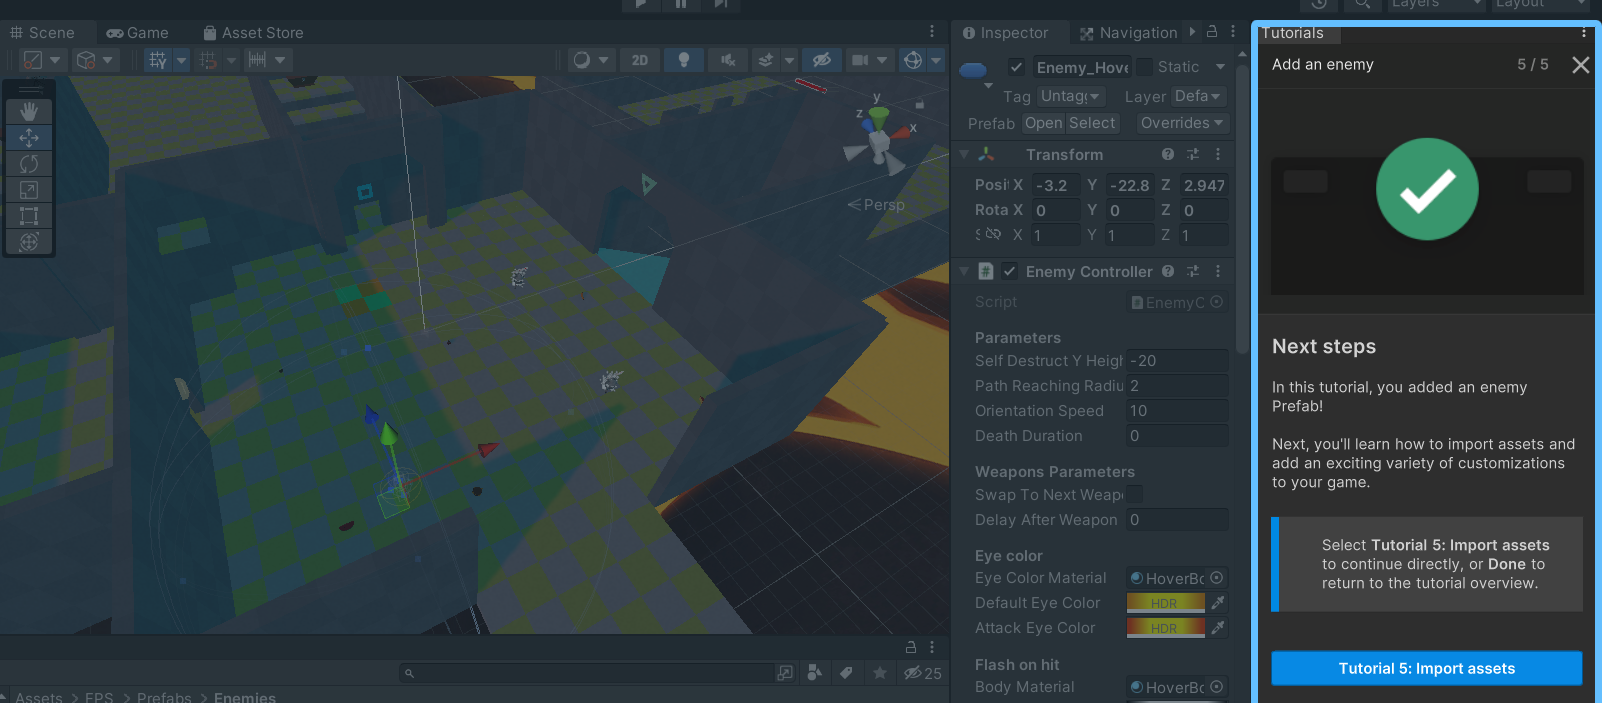 Layers
Layout
Scene
Game
Asset Store
2D
y
z
x
Persp
25
Assets > FPS > Prefabs > Enemies
Inspector
Navigation
Enemy_Hove
Static
Tag Untagg Layer Defa
Prefab Open Select Overrides
Transform
Posit X -3.2 Y -22.8 Z 2.947
Rota X 0 Y 0 Z 0
X 1 Y 1 Z 1
# Enemy Controller
Script EnemyC
Parameters
Self Destruct Y Heigh -20
Path Reaching Radiu 2
Orientation Speed 10
Death Duration 0
Weapons Parameters
Swap To Next Weap
Delay After Weapon 0
Eye color
Eye Color Material HoverBo
Default Eye Color HDR
Attack Eye Color HDR
Flash on hit
Body Material HoverBo
Tutorials
Add an enemy 5 / 5
Next steps
In this tutorial, you added an enemy
Prefab!
Next, you'll learn how to import assets and
add an exciting variety of customizations
to your game.
Select Tutorial 5: Import assets
to continue directly, or Done to
return to the tutorial overview.
Tutorial 5: Import assets